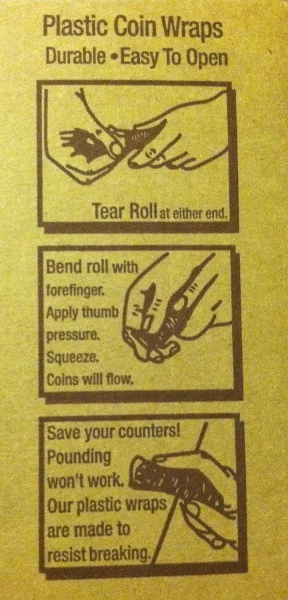 Plastic Coin Wraps
Durable • Easy To Open
Tear Roll at either end.
Bend roll with
forefinger.
Apply thumb
pressure.
Squeeze.
Coins will flow.
Save your counters!
Pounding
won't work.
Our plastic wraps
are made to
resist breaking.